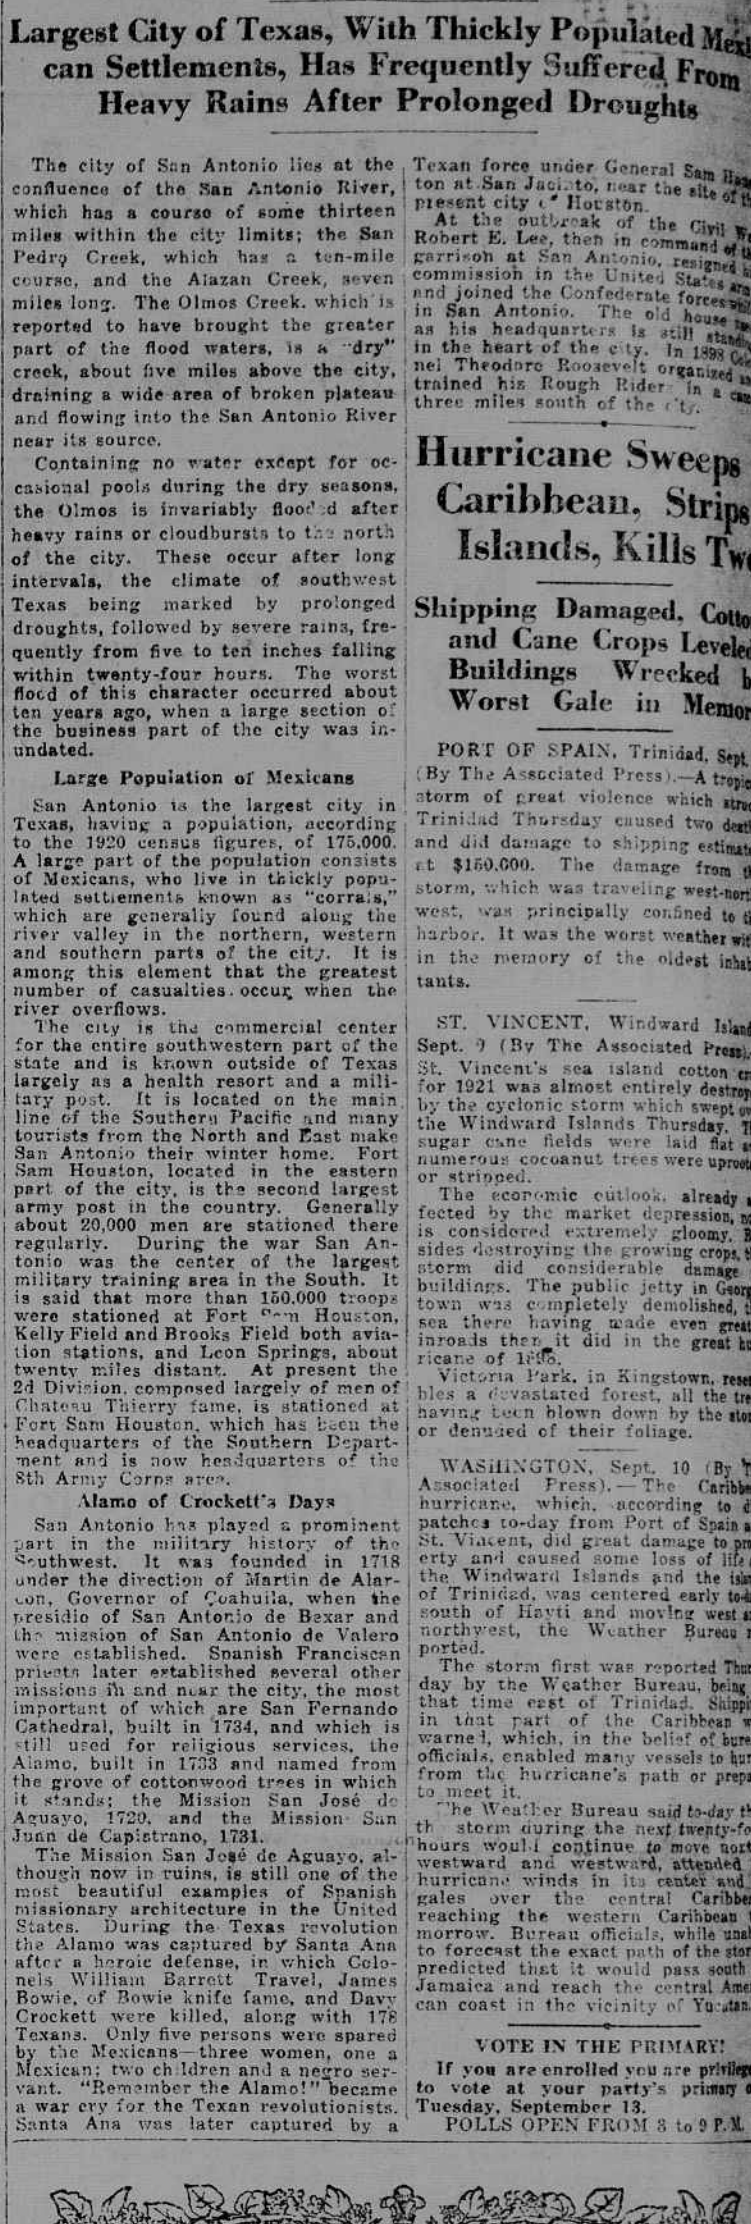 Largest City of Texas, With Thickly Populated Mexi
can Settlements, Has Frequently Suffered From
Heavy Rains After Prolonged Droughts
The city of San Antonio lies at the
confluence of the San Antonio River,
which has a course of some thirteen
miles within the city limits; the San
Pedro Creek, which has a ten-mile
course, and the Alazan Creek, seven
miles long. The Olmos Creek, which is
reported to have brought the greater
part of the flood waters, is a "dry"
creek, about five miles above the city,
draining a wide area of broken plateau
and flowing into the San Antonio River
near its source.
Containing no water except for oc-
casional pools during the dry seasons,
the Olmos is invariably flooded after
heavy rains or cloudbursts to the north
of the city. These occur after long
intervals, the climate of southwest
Texas being marked by prolonged
droughts, followed by severe rains, fre-
quently from five to ten inches falling
within twenty-four hours. The worst
flood of this character occurred about
ten years ago, when a large section of
the business part of the city was in-
undated.
Large Population of Mexicans
San Antonio is the largest city in
Texas, having a population, according
to the 1920 census figures, of 175,000.
A large part of the population consists
of Mexicans, who live in thickly popu-
lated settlements known as "corrals,"
which are generally found along the
river valley in the northern, western
and southern parts of the city. It is
among this element that the greatest
number of casualties occur when the
river overflows.
The city is the commercial center
for the entire southwestern part of the
state and is known outside of Texas
largely as a health resort and a mili-
tary post. It is located on the main
line of the Southern Pacific and many
tourists from the North and East make
San Antonio their winter home. Fort
Sam Houston, located in the eastern
part of the city, is the second largest
army post in the country. Generally
about 20,000 men are stationed there
regularly. During the war San An-
tonio was the center of the largest
military training area in the South. It
is said that more than 150,000 troops
were stationed at Fort Sam Houston,
Kelly Field and Brooks Field both avia-
tion stations, and Leon Springs, about
twenty miles distant. At present the
2d Division, composed largely of men of
Chateau Thierry fame, is stationed at
Fort Sam Houston, which has been the
headquarters of the Southern Depart-
ment and is now headquarters of the
8th Army Corps area.
Alamo of Crockett's Days
San Antonio has played a prominent
part in the military history of the
Southwest. It was founded in 1718
under the direction of Martin de Alar-
con, Governor of Coahuila, when the
presidio of San Antonio de Bexar and
the mission of San Antonio de Valero
were established. Spanish Franciscan
priests later established several other
missions in and near the city, the most
important of which are San Fernando
Cathedral, built in 1734, and which is
still used for religious services, the
Alamo, built in 1733 and named from
the grove of cottonwood trees in which
it stands; the Mission San José de
Aguayo, 1720, and the Mission San
Juan de Capistrano, 1731.
The Mission San José de Aguayo, al-
though now in ruins, is still one of the
most beautiful examples of Spanish
missionary architecture in the United
States. During the Texas revolution
the Alamo was captured by Santa Ana
after a heroic defense, in which Colo-
nels William Barrett Travel, James
Bowie, of Bowie knife fame, and Davy
Crockett were killed, along with 178
Texans. Only five persons were spared
by the Mexicans—three women, one a
Mexican; two children and a negro ser-
vant. "Remember the Alamo!" became
a war cry for the Texan revolutionists.
Santa Ana was later captured by a
Texan force under General Sam
ton at San Jacinto, near the site of
present city of Houston.
At the outbreak of the Civil
Robert E. Lee, then in command of
garrison at San Antonio, resigned
commission in the United States
and joined the Confederate forces
in San Antonio. The old house
as his headquarters is still
in the heart of the city. In 1898
nel Theodore Roosevelt organized
trained his Rough Riders in a
three miles south of the city.
Hurricane Sweeps
Caribbean, Strips
Islands, Kills Tw
Shipping Damaged, Cotto
and Cane Crops Leveled
Buildings Wrecked b
Worst Gale in Memor
PORT OF SPAIN, Trinidad, Sept.
(By The Associated Press).—A tropic
storm of great violence which struc
Trinidad Thursday caused two death
and did damage to shipping estimate
at $150,000. The damage from th
storm, which was traveling west-nort
west, was principally confined to th
harbor. It was the worst weather wit
in the memory of the oldest inhab
tants.
ST. VINCENT, Windward Island
Sept. 9 (By The Associated Press).
St. Vincent's sea island cotton cr
for 1921 was almost entirely destroy
by the cyclonic storm which swept ov
the Windward Islands Thursday. T
sugar cane fields were laid flat a
numerous cocoanut trees were uproot
or stripped.
The economic outlook, already a
fected by the market depression, n
is considered extremely gloomy. B
sides destroying the growing crops, t
storm did considerable damage
buildings. The public jetty in Georg
town was completely demolished, t
sea there having made even great
inroads than it did in the great hu
ricane of 1898.
Victoria Park, in Kingstown, rese
bles a devastated forest, all the tre
having been blown down by the stor
or denuded of their foliage.
WASHINGTON, Sept. 10 (By T
Associated Press).—The Caribbe
hurricane, which, according to d
patches to-day from Port of Spain a
St. Vincent, did great damage to pro
erty and caused some loss of life
the Windward Islands and the isla
of Trinidad, was centered early to-d
south of Hayti and moving west a
northwest, the Weather Bureau r
ported.
The storm first was reported Thur
day by the Weather Bureau, being
that time east of Trinidad. Shippi
in that part of the Caribbean w
warned, which, in the belief of bure
officials, enabled many vessels to hur
from the hurricane's path or prepa
to meet it.
The Weather Bureau said to-day th
th storm during the next twenty-fo
hours would continue to move nort
westward and westward, attended
hurricane winds in its center and
gales over the central Caribbe
reaching the western Caribbean t
morrow. Bureau officials, while unab
to forecast the exact path of the stor
predicted that it would pass south
Jamaica and reach the central Ame
can coast in the vicinity of Yucatan.
VOTE IN THE PRIMARY!
If you are enrolled you are privileg
to vote at your party's primary o
Tuesday, September 13.
POLLS OPEN FROM 3 to 9 P. M.